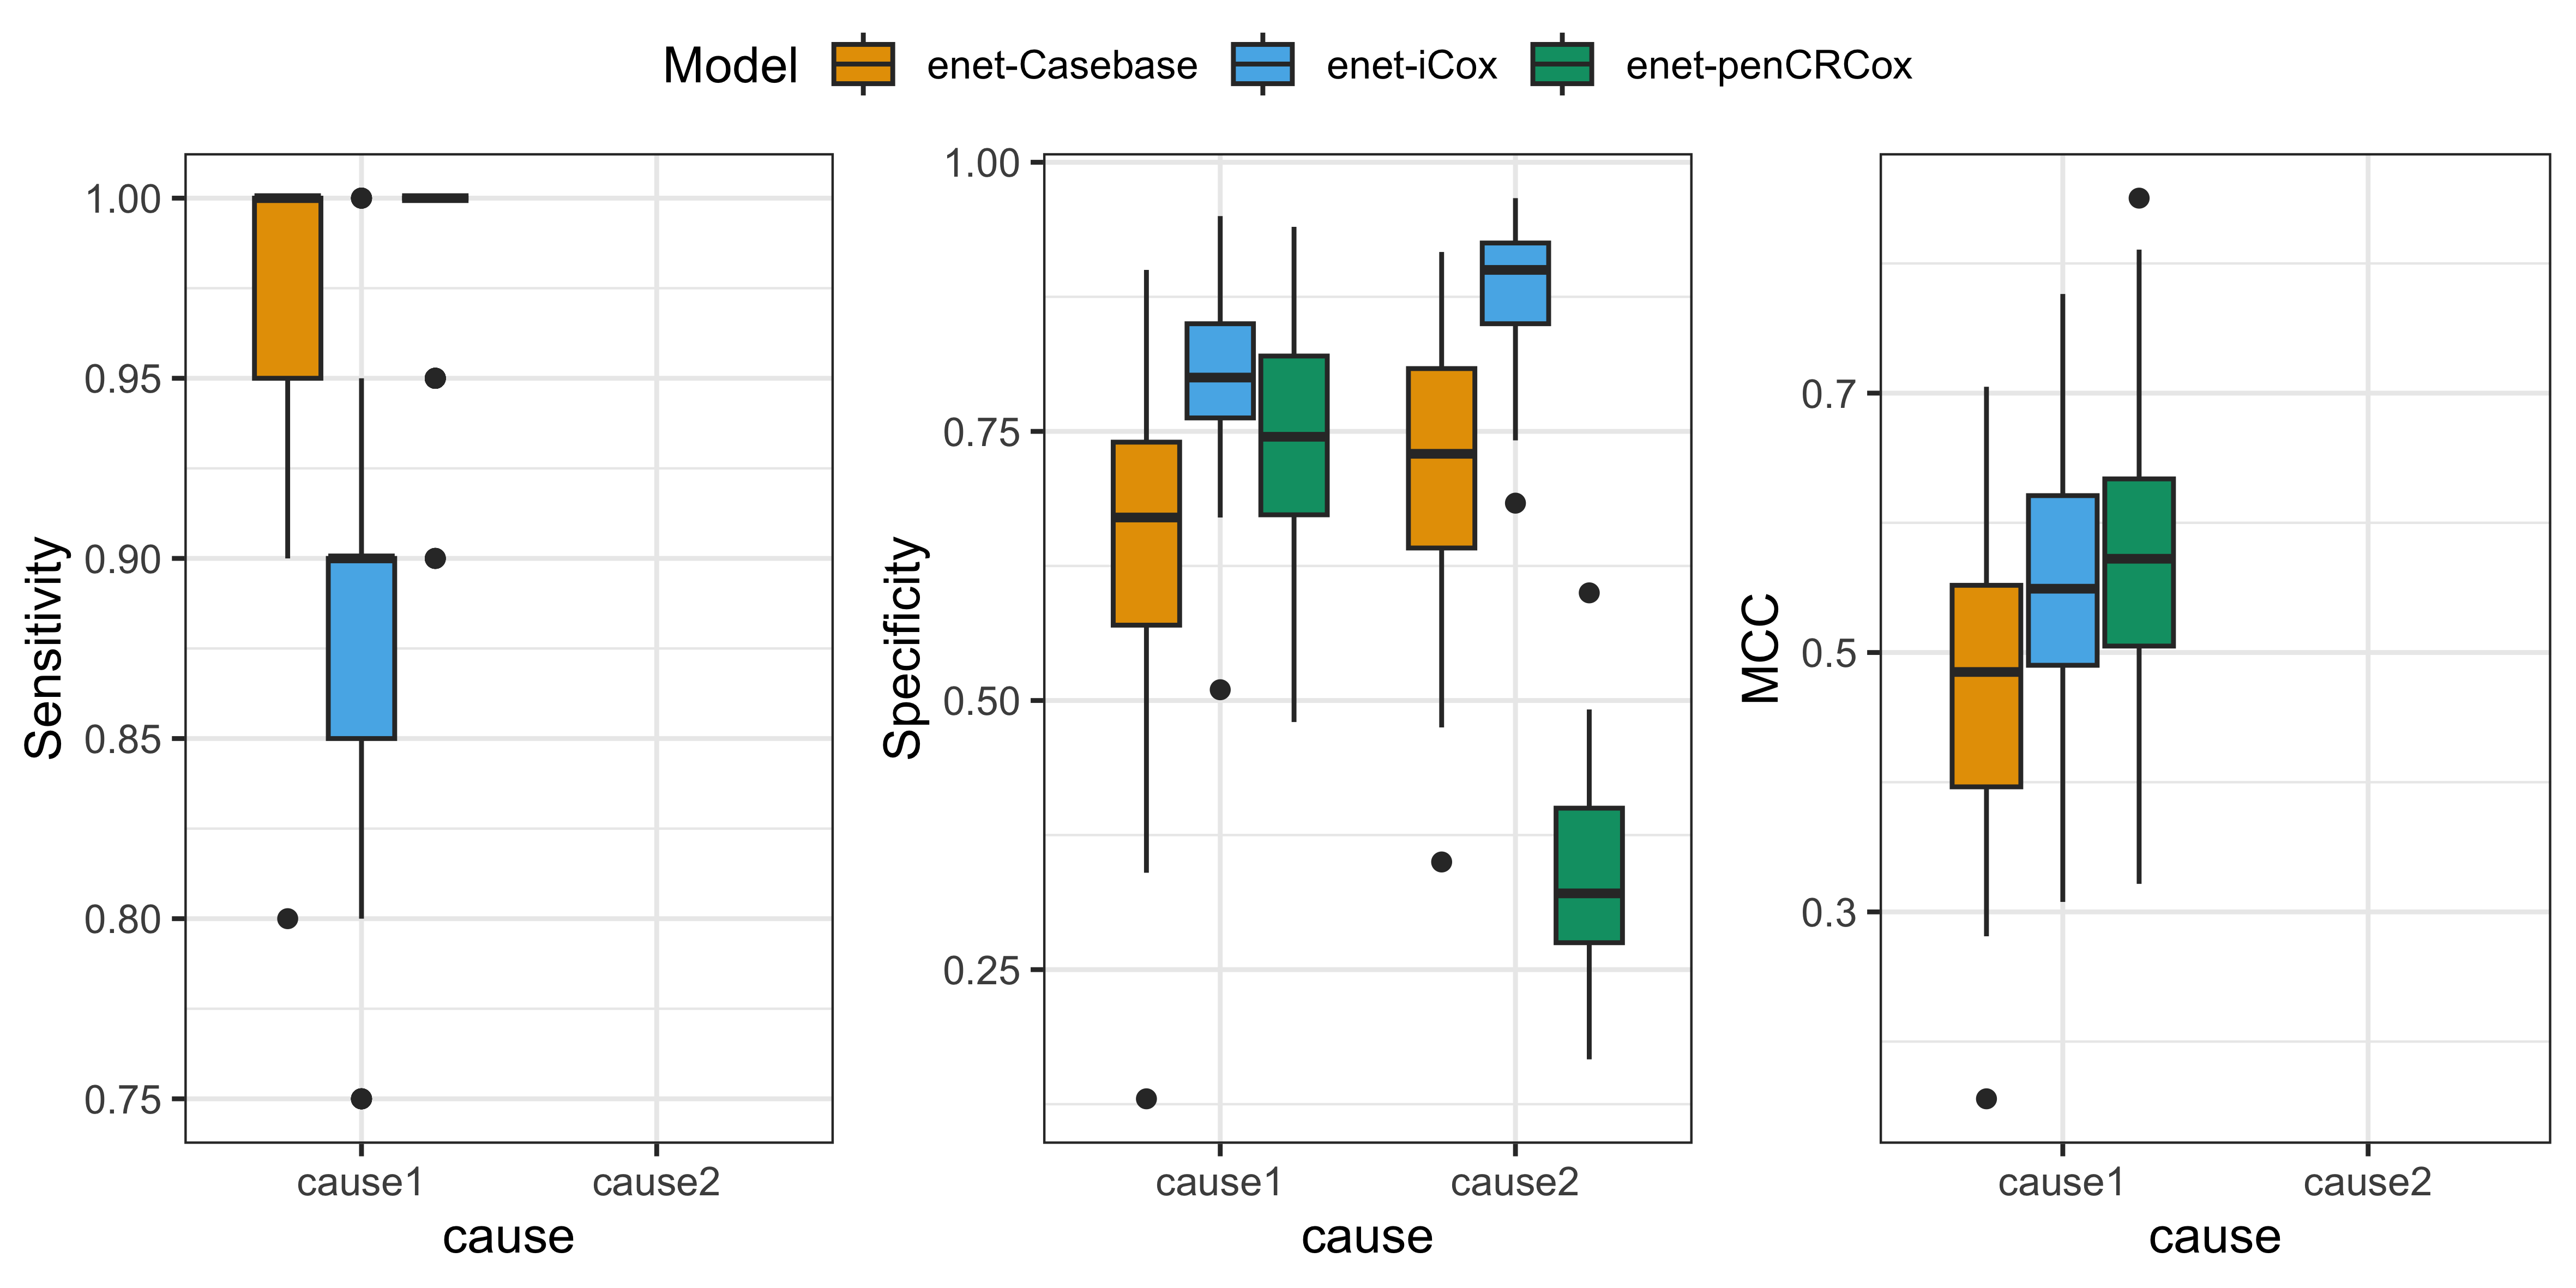 Model enet-Casebase enet-iCox enet-penCRCox
Sensitivity
1.00
0.95
0.90
0.85
0.80
0.75
cause1 cause2
cause
Specificity
1.00
0.75
0.50
0.25
cause1 cause2
cause
MCC
0.7
0.5
0.3
cause1 cause2
cause